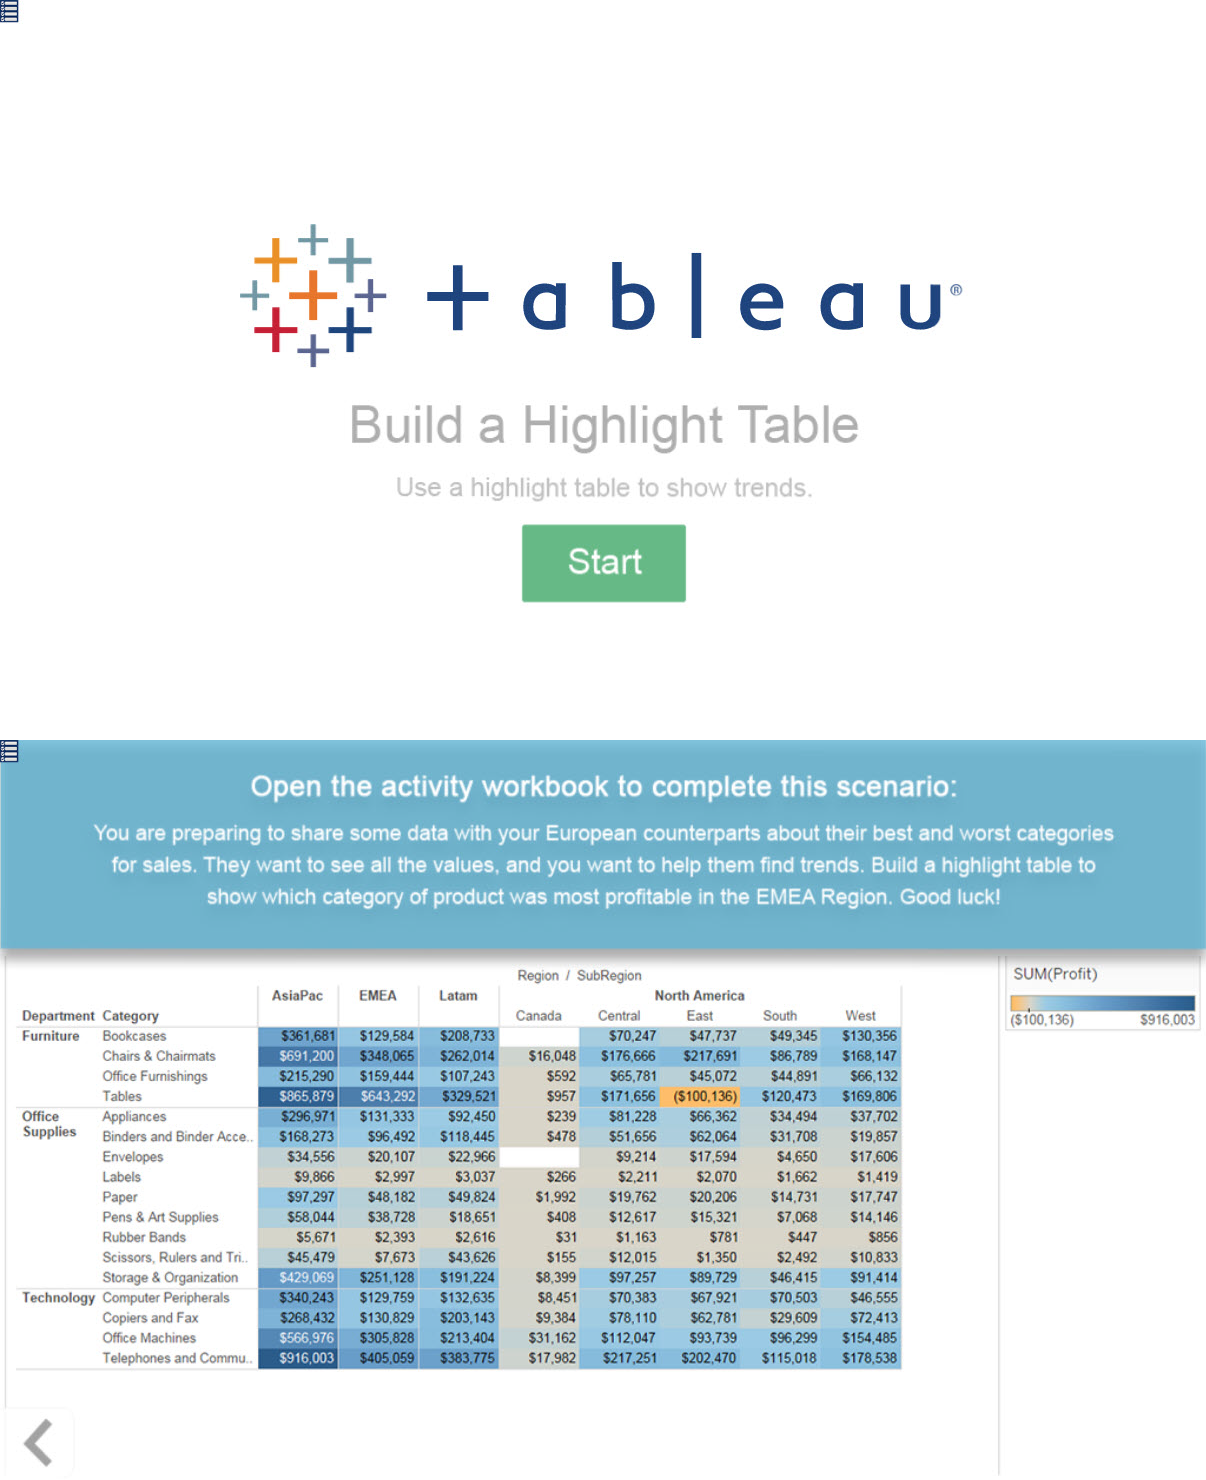 tableau®
Build a Highlight Table
Use a highlight table to show trends.
Start
Open the activity workbook to complete this scenario:
You are preparing to share some data with your European counterparts about their best and worst categories
for sales. They want to see all the values, and you want to help them find trends. Build a highlight table to
show which category of product was most profitable in the EMEA Region. Good luck!
Region / SubRegion
AsiaPac EMEA Latam North America
Department Category Canada Central East South West
Furniture Bookcases $361,681 $129,584 $208,733 $70,247 $47,737 $49,345 $130,356
Chairs & Chairmats $691,200 $348,065 $262,014 $16,048 $176,666 $217,691 $86,789 $168,147
Office Furnishings $215,290 $159,444 $107,243 $592 $65,781 $45,072 $44,891 $66,132
Tables $865,879 $643,292 $329,521 $957 $171,656 ($100,136) $120,473 $169,806
Office Supplies Appliances $296,971 $131,333 $92,450 $239 $81,228 $66,362 $34,494 $37,702
Binders and Binder Acce.. $168,273 $96,492 $118,445 $478 $51,656 $62,064 $31,708 $19,857
Envelopes $34,556 $20,107 $22,966 $9,214 $17,594 $4,650 $17,606
Labels $9,866 $2,997 $3,037 $266 $2,211 $2,070 $1,662 $1,419
Paper $97,297 $48,182 $49,824 $1,992 $19,762 $20,206 $14,731 $17,747
Pens & Art Supplies $58,044 $38,728 $18,651 $408 $12,617 $15,321 $7,068 $14,146
Rubber Bands $5,671 $2,393 $2,616 $31 $1,163 $781 $447 $856
Scissors, Rulers and Tri.. $45,479 $7,673 $43,626 $155 $12,015 $1,350 $2,492 $10,833
Storage & Organization $429,069 $251,128 $191,224 $8,399 $97,257 $89,729 $46,415 $91,414
Technology Computer Peripherals $340,243 $129,759 $132,635 $8,451 $70,383 $67,921 $70,503 $46,555
Copiers and Fax $268,432 $130,829 $203,143 $9,384 $78,110 $62,781 $29,609 $72,413
Office Machines $566,976 $305,828 $213,404 $31,162 $112,047 $93,739 $96,299 $154,485
Telephones and Commu.. $916,003 $405,059 $383,775 $17,982 $217,251 $202,470 $115,018 $178,538
SUM(Profit)
($100,136) $916,003